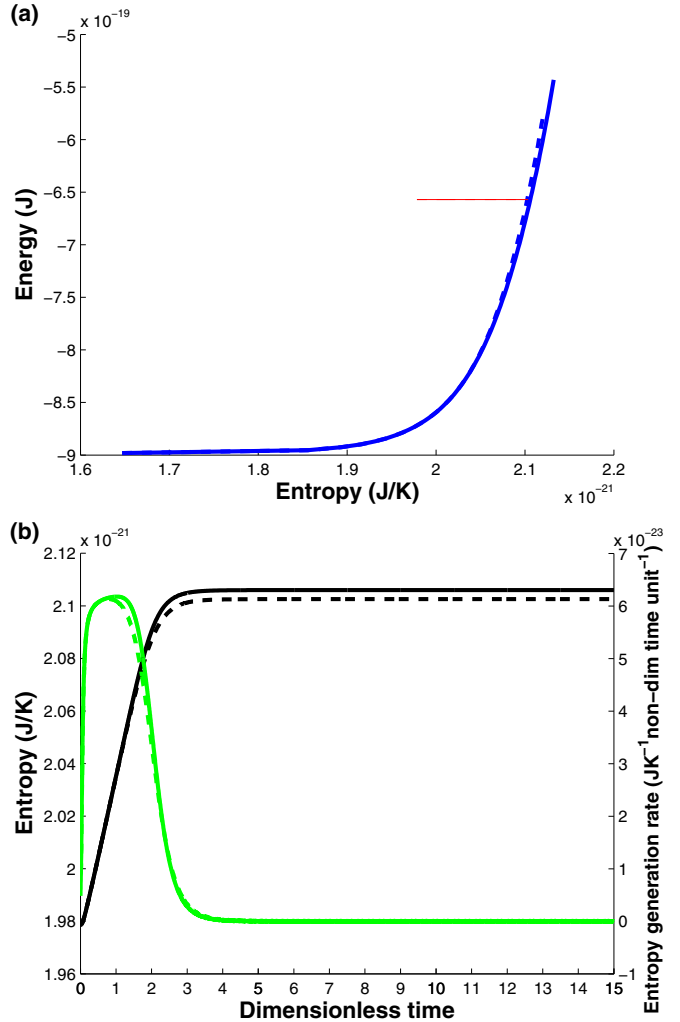 (a)
x 10⁻¹⁹
−5
−5.5
−6
−6.5
−7
−7.5
−8
−8.5
−9
Energy (J)
1.6 1.7 1.8 1.9 2 2.1 2.2
Entropy (J/K)
x 10⁻²¹
(b)
x 10⁻²¹
x 10⁻²³
2.12
2.1
2.08
2.06
2.04
2.02
2
1.98
1.96
Entropy (J/K)
7
6
5
4
3
2
1
0
−1
Entropy generation rate (JK⁻¹non−dim time unit⁻¹)
0 1 2 3 4 5 6 7 8 9 10 11 12 13 14 15
Dimensionless time